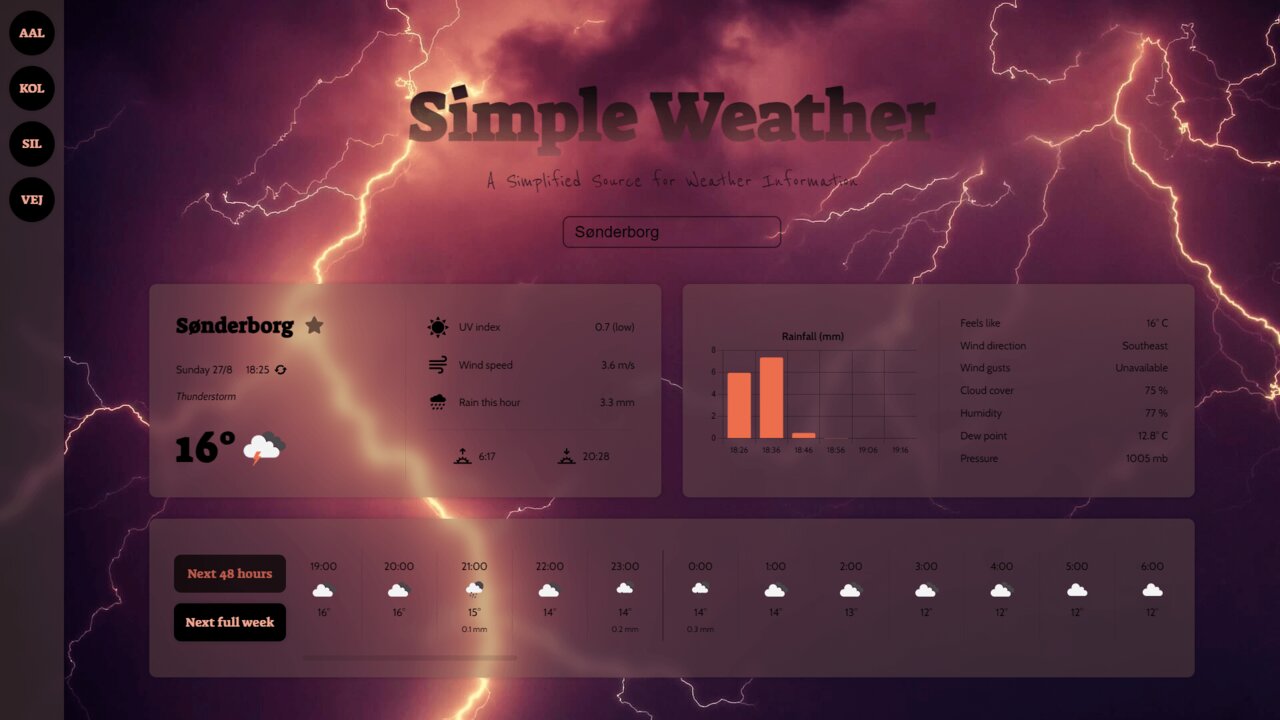 AAL
KOL
SIL
VEJ
Simple Weather
A Simplified Source for Weather Information
Sønderborg
Sønderborg
Sunday 27/8 18:25
Thunderstorm
16°
UV index 0.7 (low)
Wind speed 3.6 m/s
Rain this hour 3.3 mm
6:17 20:28
Rainfall (mm)
8
6
4
2
0
18:26 18:36 18:46 18:56 19:06 19:16
Feels like 16° C
Wind direction Southeast
Wind gusts Unavailable
Cloud cover 75 %
Humidity 77 %
Dew point 12.8° C
Pressure 1005 mb
Next 48 hours
Next full week
19:00 20:00 21:00 22:00 23:00 0:00 1:00 2:00 3:00 4:00 5:00 6:00
16° 16° 15° 14° 14° 14° 14° 13° 12° 12° 12° 12°
0.1 mm 0.2 mm 0.3 mm